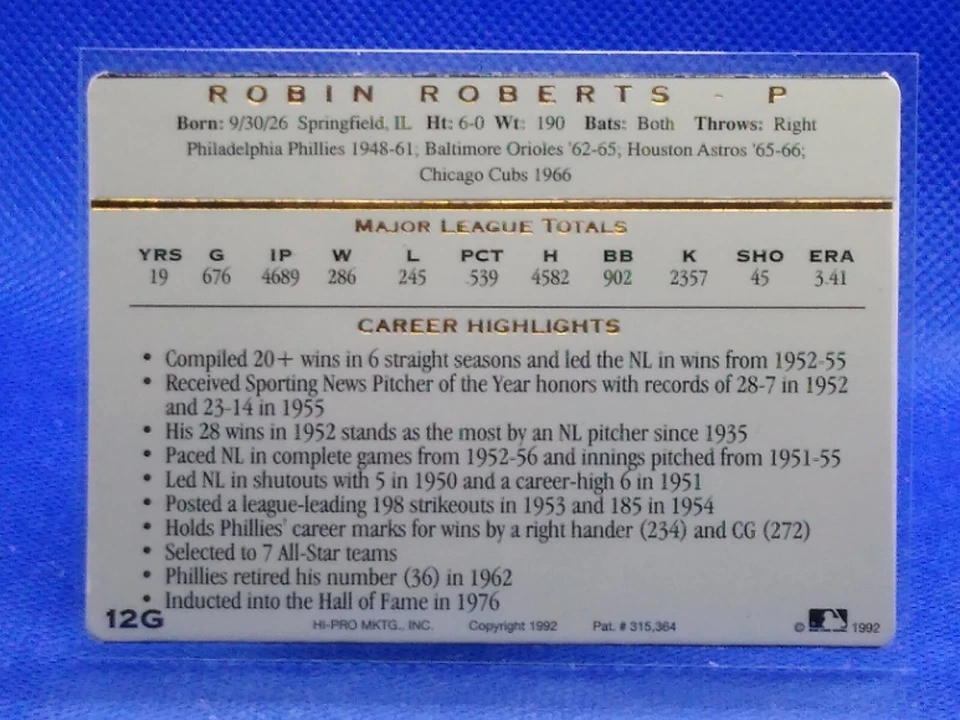 ROBIN ROBERTS - P
Born: 9/30/26 Springfield, IL Ht: 6-0 Wt: 190 Bats: Both Throws: Right
Philadelphia Phillies 1948-61; Baltimore Orioles '62-65; Houston Astros '65-66;
Chicago Cubs 1966
MAJOR LEAGUE TOTALS
YRS G IP W L PCT H BB K SHO ERA
19 676 4689 286 245 .539 4582 902 2357 45 3.41
CAREER HIGHLIGHTS
• Compiled 20+ wins in 6 straight seasons and led the NL in wins from 1952-55
• Received Sporting News Pitcher of the Year honors with records of 28-7 in 1952
and 23-14 in 1955
• His 28 wins in 1952 stands as the most by an NL pitcher since 1935
• Paced NL in complete games from 1952-56 and innings pitched from 1951-55
• Led NL in shutouts with 5 in 1950 and a career-high 6 in 1951
• Posted a league-leading 198 strikeouts in 1953 and 185 in 1954
• Holds Phillies' career marks for wins by a right hander (234) and CG (272)
• Selected to 7 All-Star teams
• Phillies retired his number (36) in 1962
• Inducted into the Hall of Fame in 1976
12G HI-PRO MKTG., INC. Copyright 1992 Pat. # 315,364 © 1992